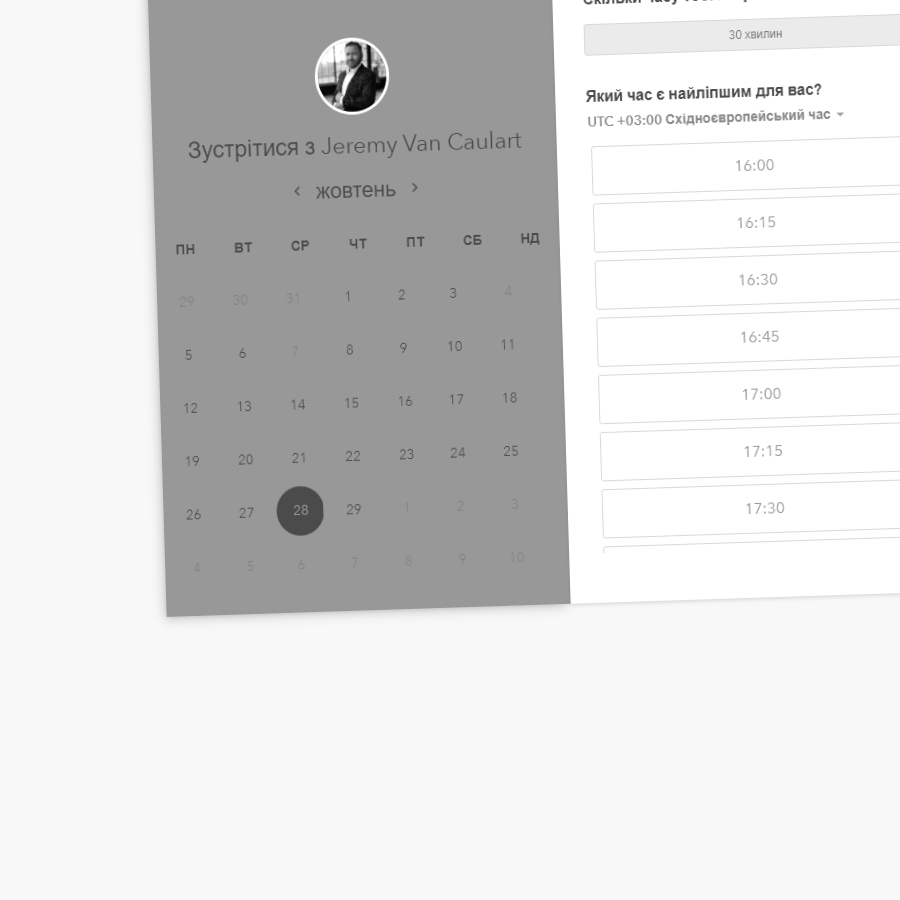 Зустрітися з Jeremy Van Caulart
‹ жовтень ›
ПН ВТ СР ЧТ ПТ СБ НД
29 30 31 1 2 3 4
5 6 7 8 9 10 11
12 13 14 15 16 17 18
19 20 21 22 23 24 25
26 27 28 29 1 2 3
4 5 6 7 8 9 10
30 хвилин
Який час є найліпшим для вас?
UTC +03:00 Східноєвропейський час
16:00
16:15
16:30
16:45
17:00
17:15
17:30